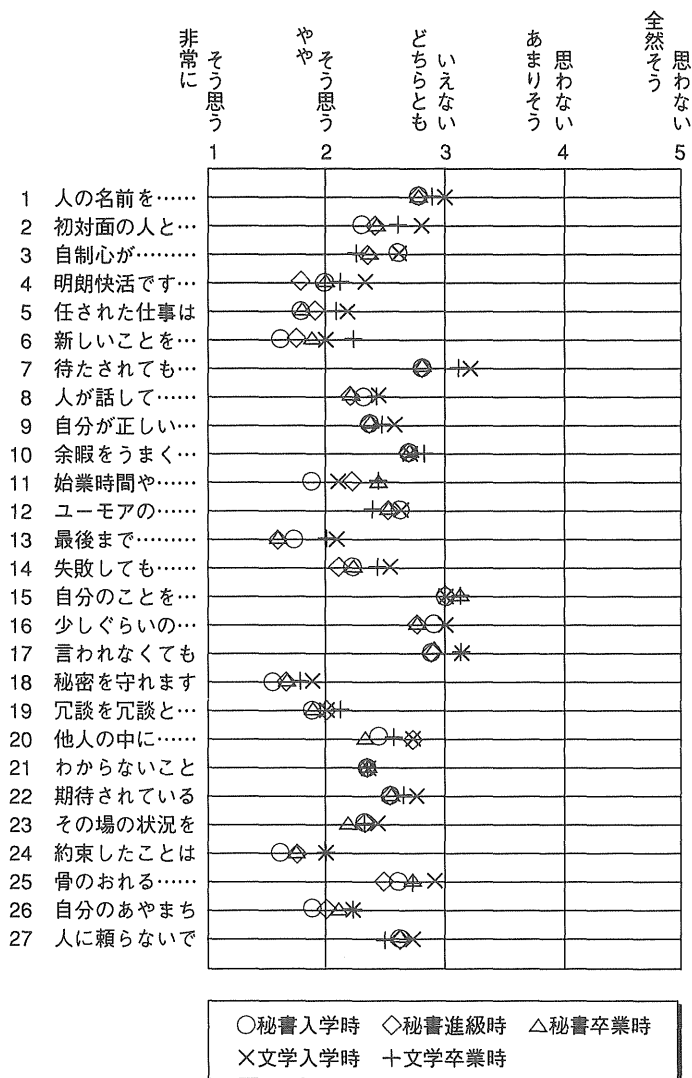 非常に
そう思う
やや
そう思う
どちらとも
いえない
あまりそう
思わない
全然そう
思わない
1 2 3 4 5
1 人の名前を……
2 初対面の人と…
3 自制心が………
4 明朗快活です…
5 任された仕事は
6 新しいことを…
7 待たされても…
8 人が話して……
9 自分が正しい…
10 余暇をうまく…
11 始業時間や……
12 ユーモアの……
13 最後まで………
14 失敗しても……
15 自分のことを…
16 少しぐらいの…
17 言われなくても
18 秘密を守れます
19 冗談を冗談と…
20 他人の中に……
21 わからないこと
22 期待されている
23 その場の状況を
24 約束したことは
25 骨のおれる……
26 自分のあやまち
27 人に頼らないで
○秘書入学時 ◇秘書進級時 △秘書卒業時
×文学入学時 +文学卒業時